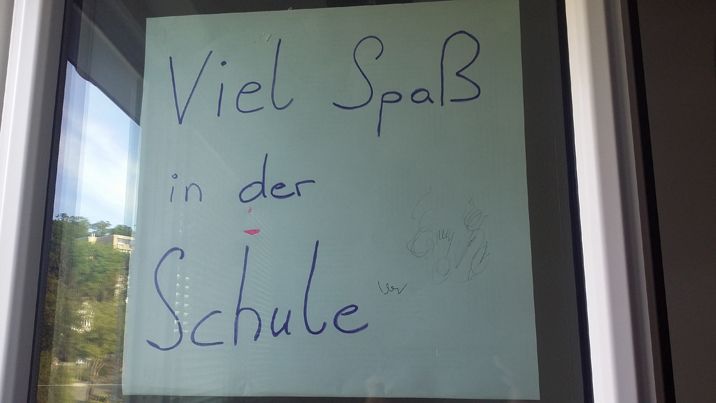 Viel Spaß
in der
Schule